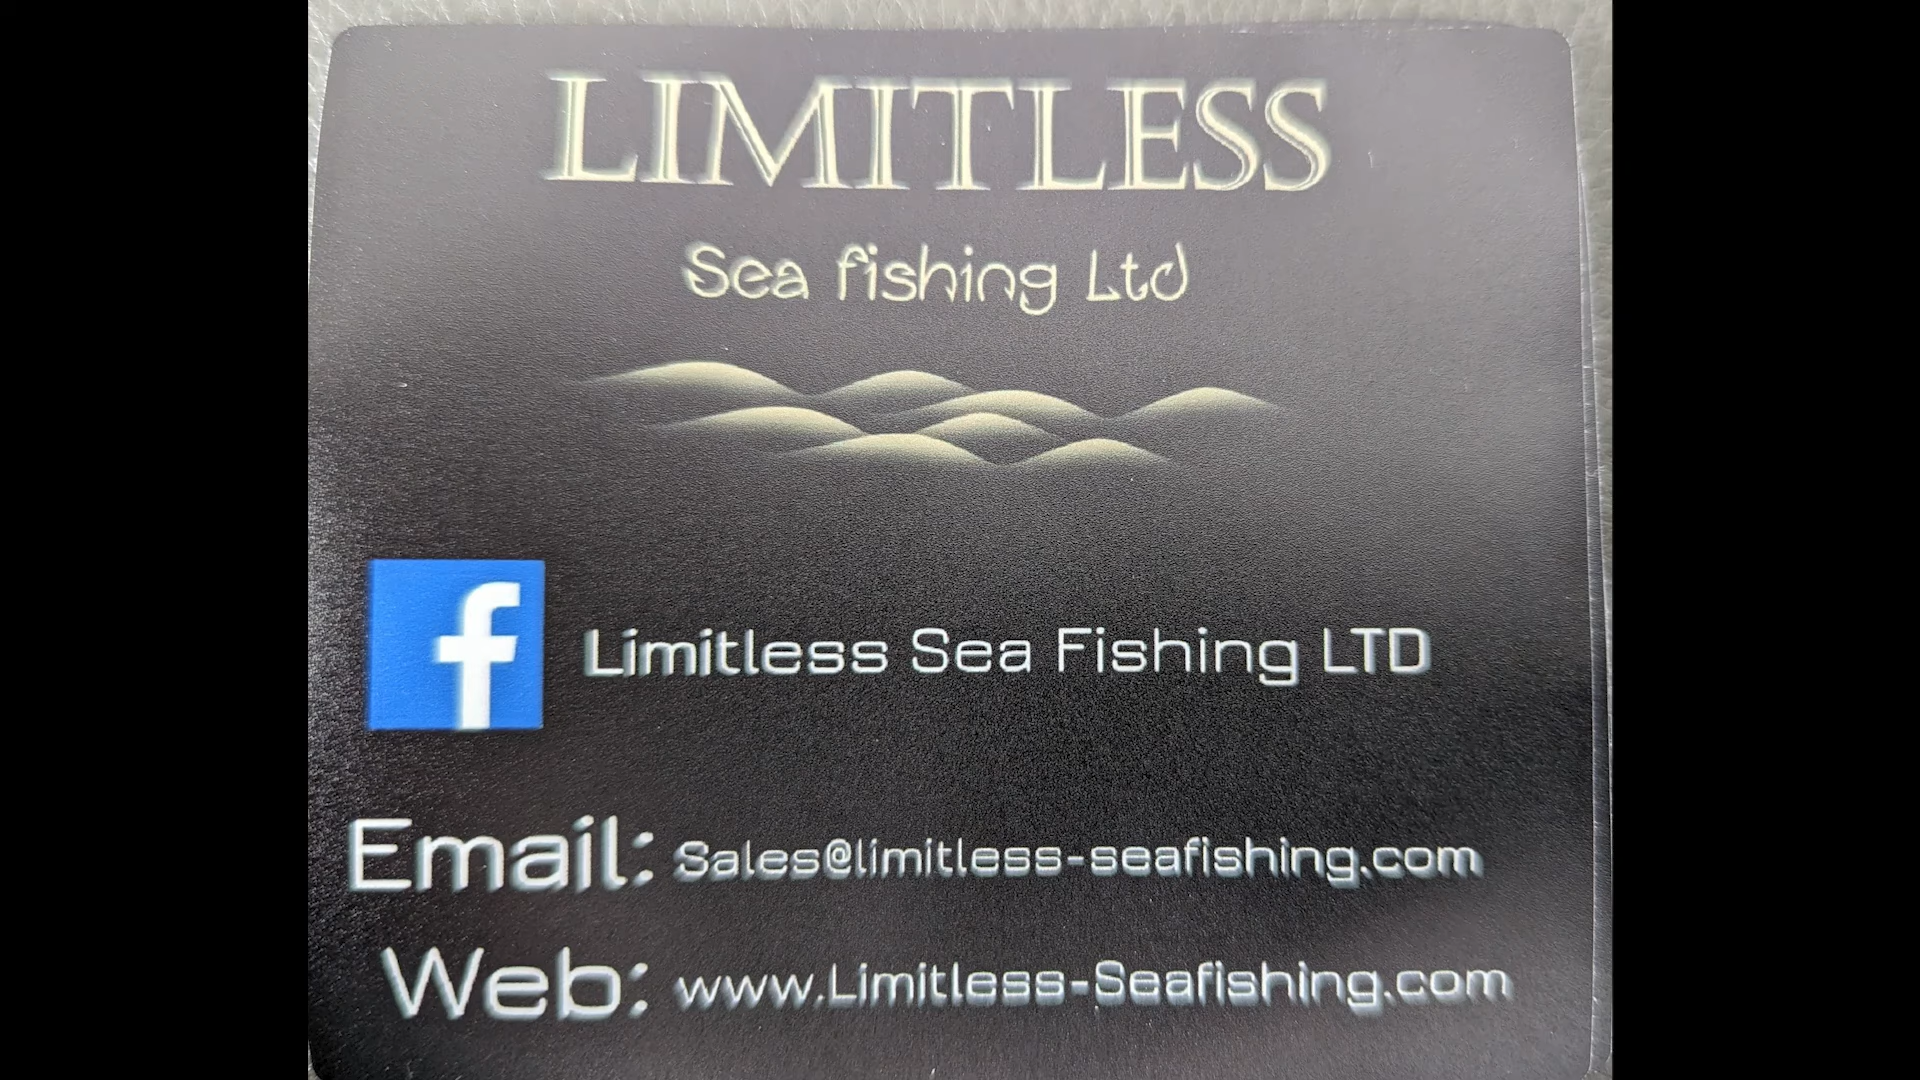 LIMITLESS
Sea fishing Ltd
f
Limitless Sea Fishing LTD
Email: Sales@limitless-seafishing.com
Web: www.Limitless-Seafishing.com